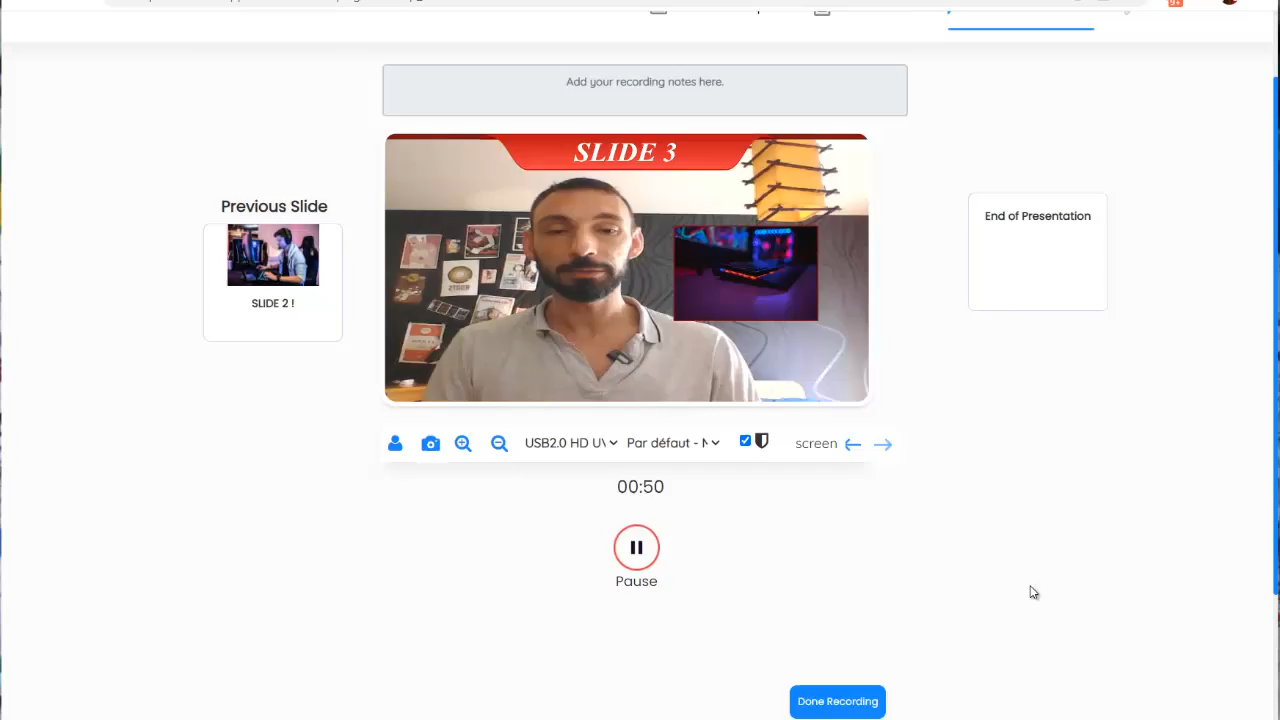 Add your recording notes here.
SLIDE 3
Previous Slide
SLIDE 2 !
End of Presentation
USB2.0 HD UV
Par défaut -
screen
00:50
Pause
Done Recording